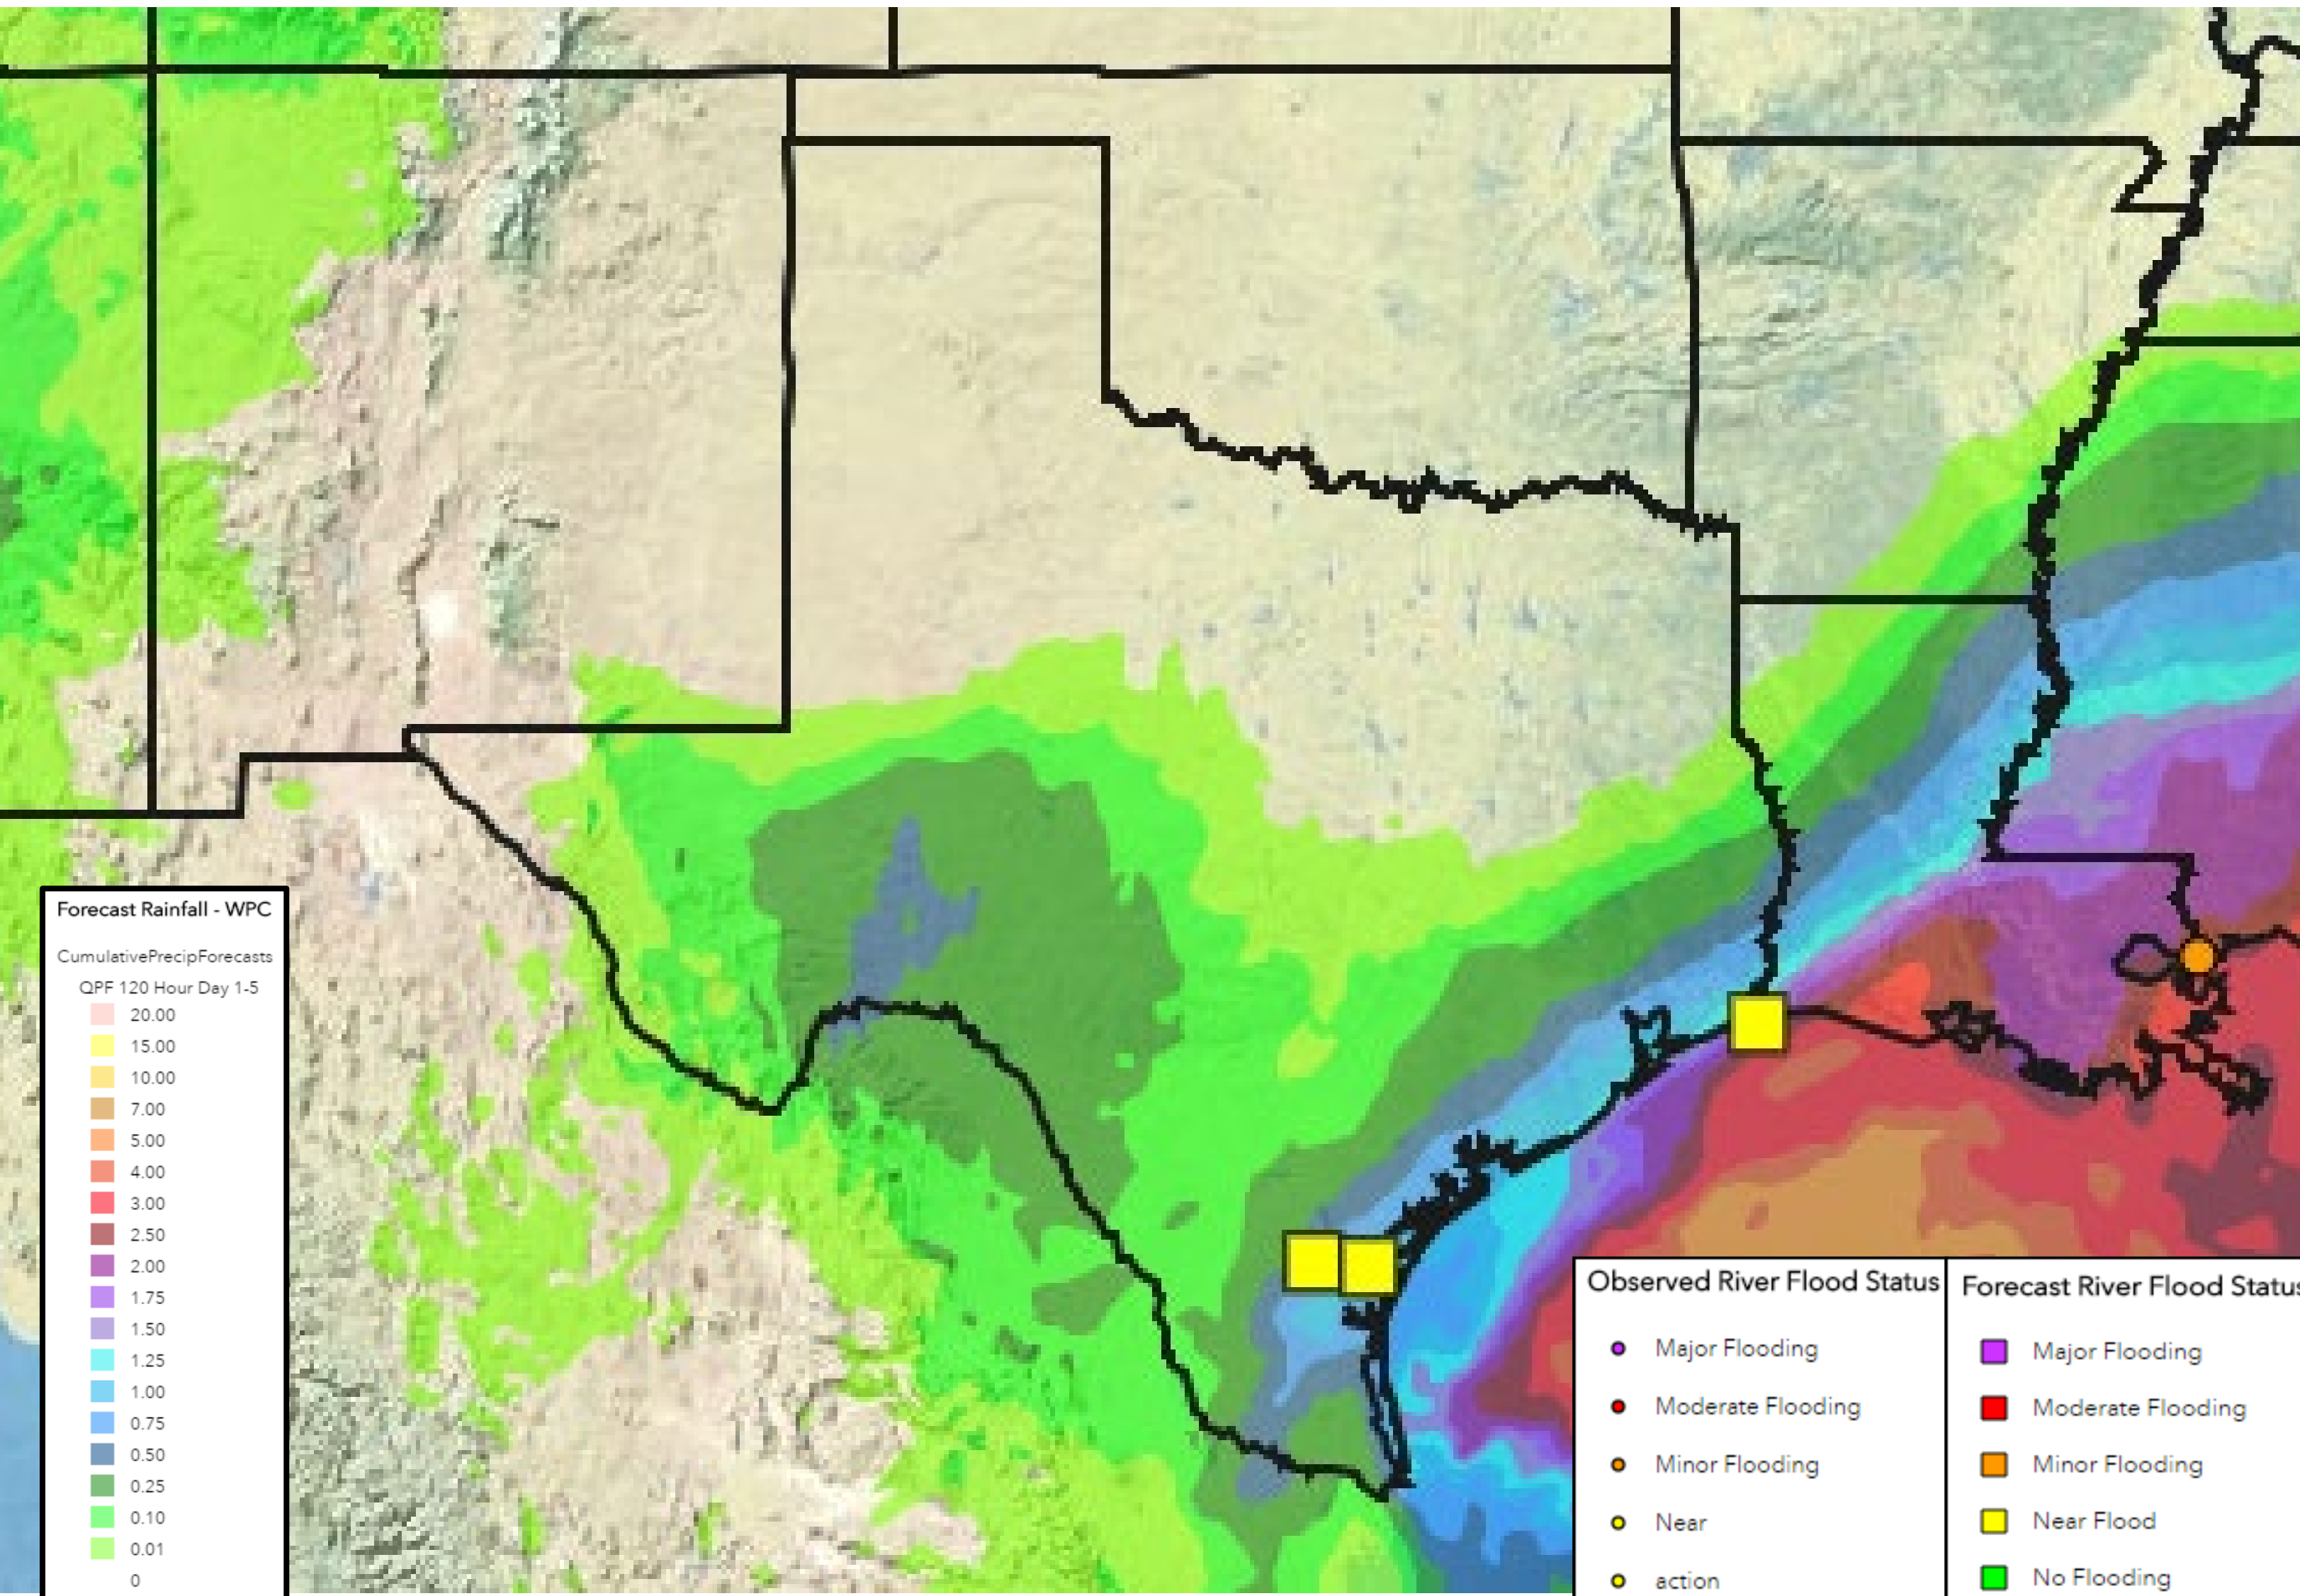 Forecast Rainfall - WPC
CumulativePrecipForecasts
QPF 120 Hour Day 1-5
20.00
15.00
10.00
7.00
5.00
4.00
3.00
2.50
2.00
1.75
1.50
1.25
1.00
0.75
0.50
0.25
0.10
0.01
0
Observed River Flood Status
Major Flooding
Moderate Flooding
Minor Flooding
Near
action
Forecast River Flood Status
Major Flooding
Moderate Flooding
Minor Flooding
Near Flood
No Flooding